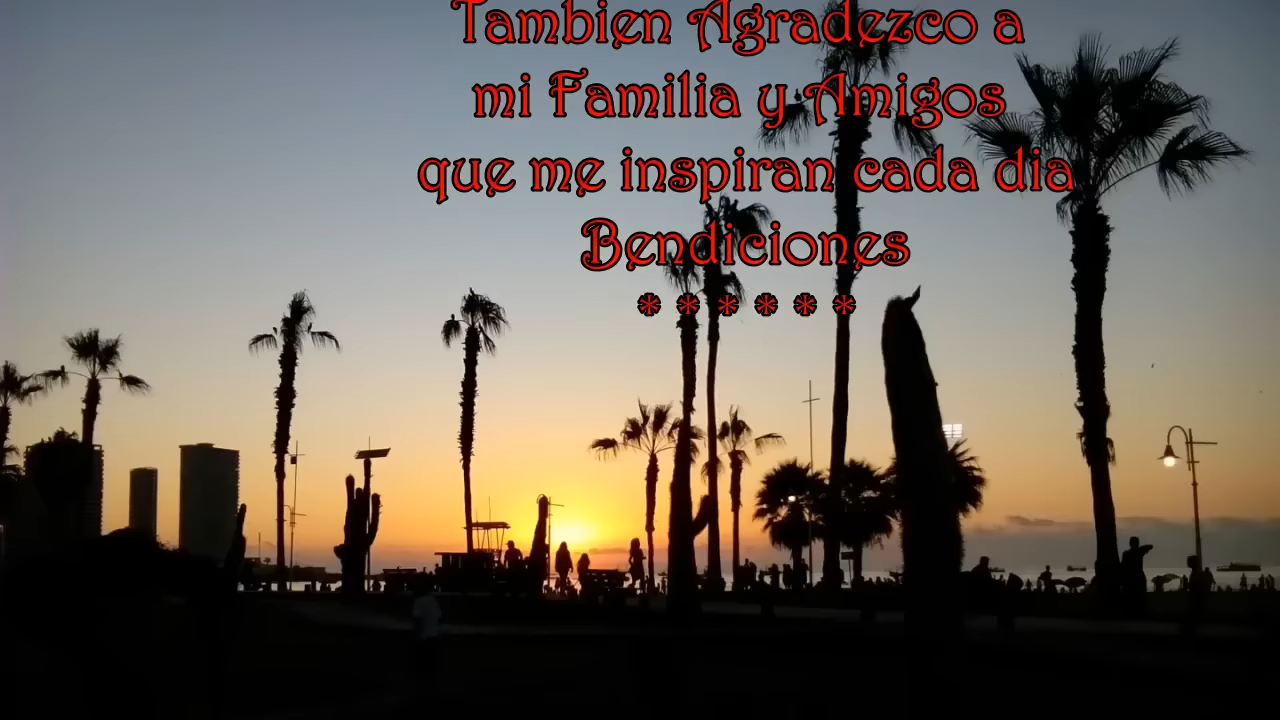 Tambien Agradezco a
mi Familia y Amigos
que me inspiran cada dia
Bendiciones
* * * * * *